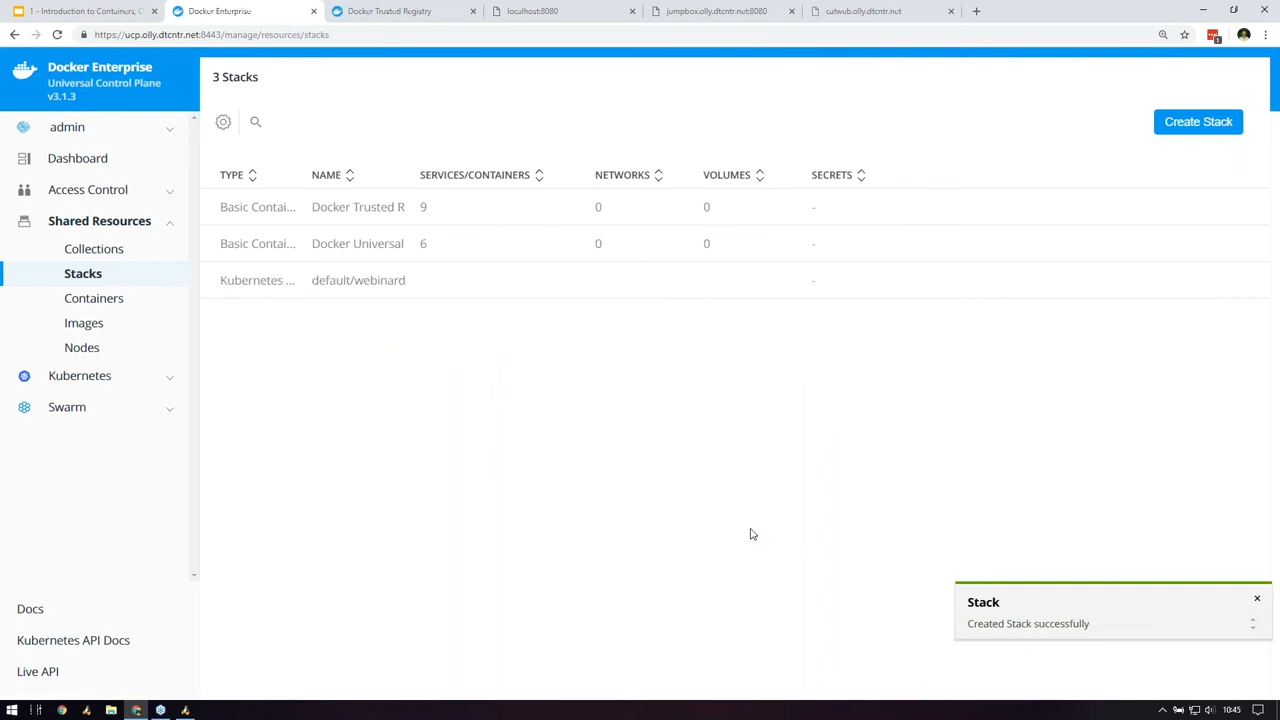 1 - Introduction to Containers, O
Docker Enterprise
Docker Trusted Registry
localhost:8080
jumpbox.olly.dtcntr.net:8080
catweb.olly.dtcntr.net
https://ucp.olly.dtcntr.net:8443/manage/resources/stacks
Docker Enterprise
Universal Control Plane
v3.1.3
admin
Dashboard
Access Control
Shared Resources
Collections
Stacks
Containers
Images
Nodes
Kubernetes
Swarm
Docs
Kubernetes API Docs
Live API
3 Stacks
Create Stack
TYPE NAME SERVICES/CONTAINERS NETWORKS VOLUMES SECRETS
Basic Contai... Docker Trusted R 9 0 0 -
Basic Contai... Docker Universal 6 0 0 -
Kubernetes ... default/webinard -
Stack
Created Stack successfully
10:45